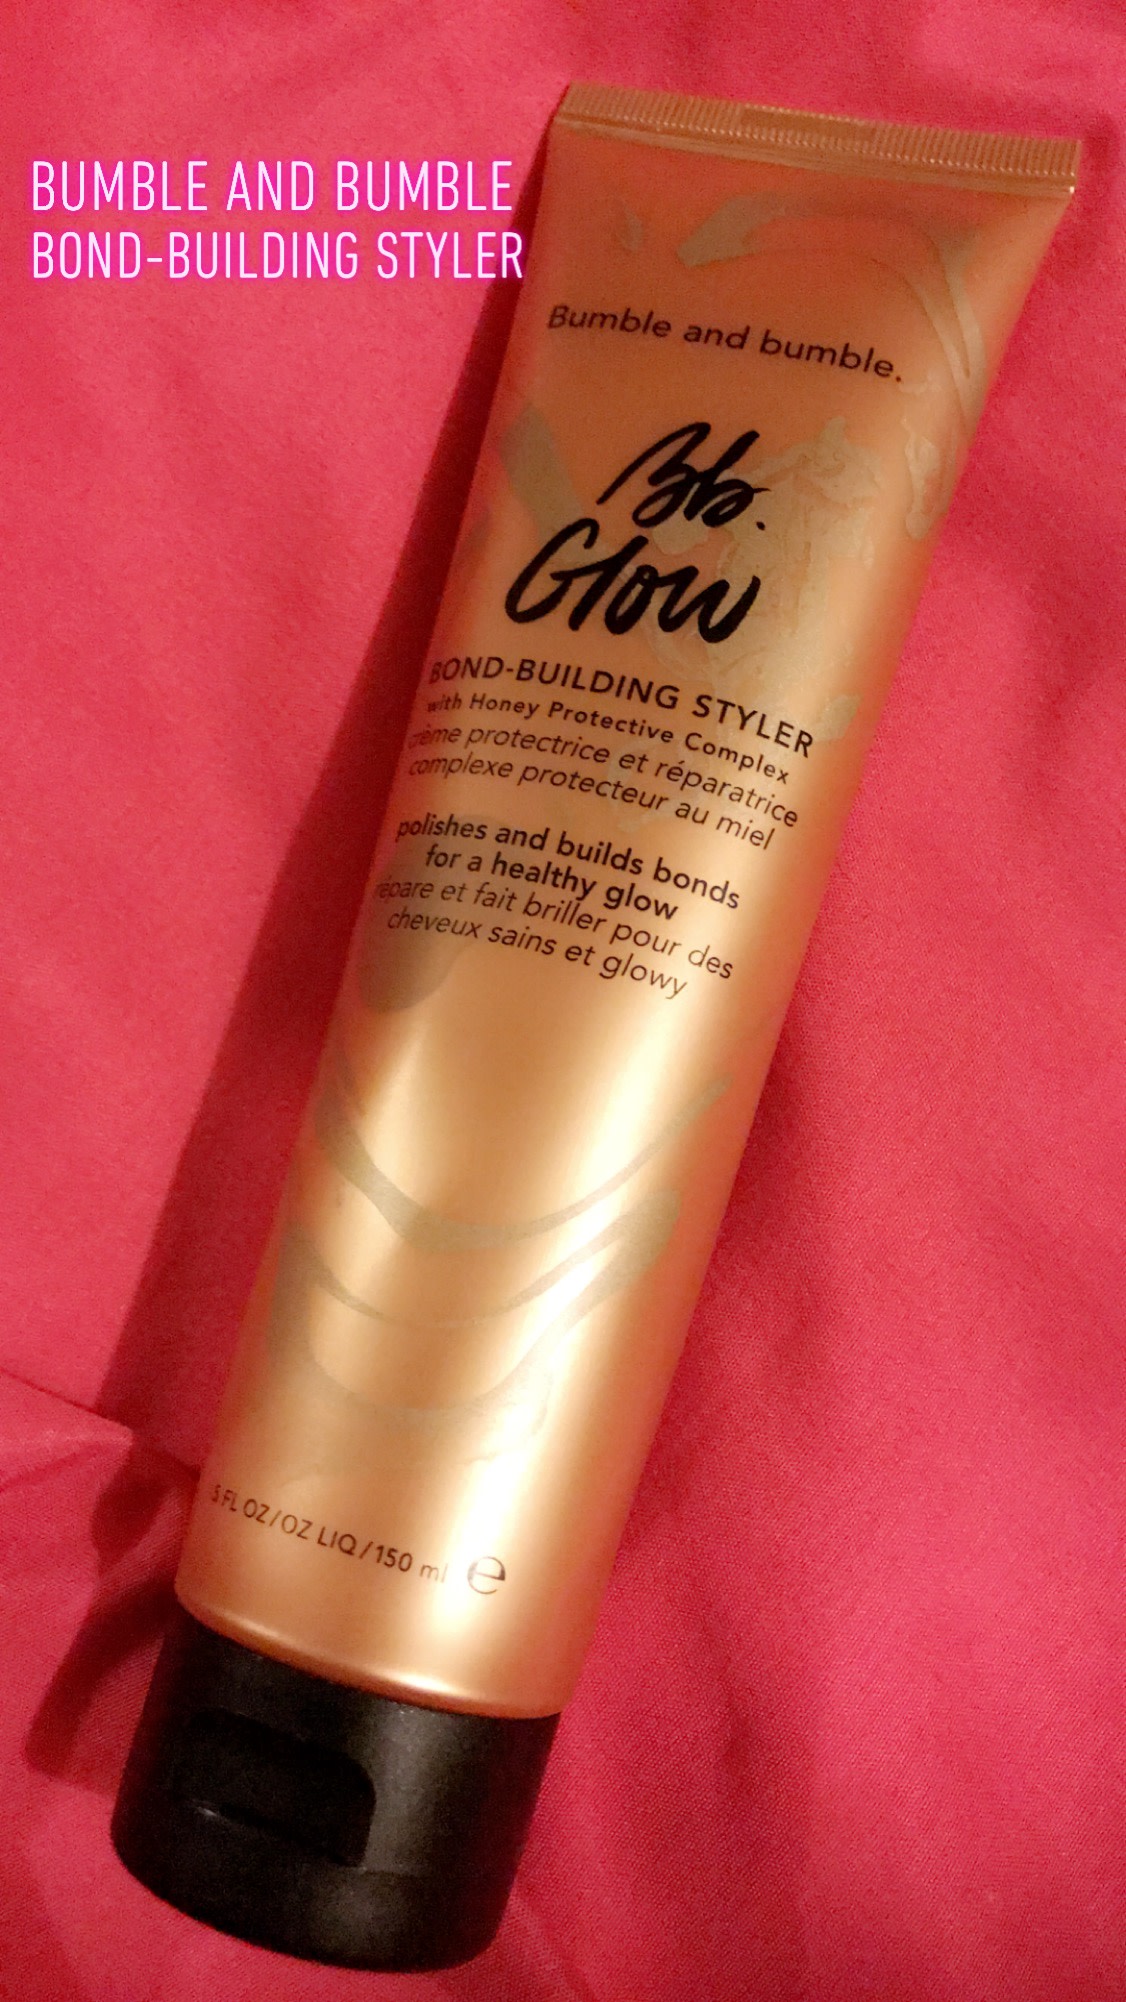 BUMBLE AND BUMBLE
BOND-BUILDING STYLER
Bumble and bumble.
Bb.
Glow
BOND-BUILDING STYLER
with Honey Protective Complex
crème protectrice et réparatrice
complexe protecteur au miel
polishes and builds bonds
for a healthy glow
répare et fait briller pour des
cheveux sains et glowy
5 FL OZ/OZ LIQ/150 ml e